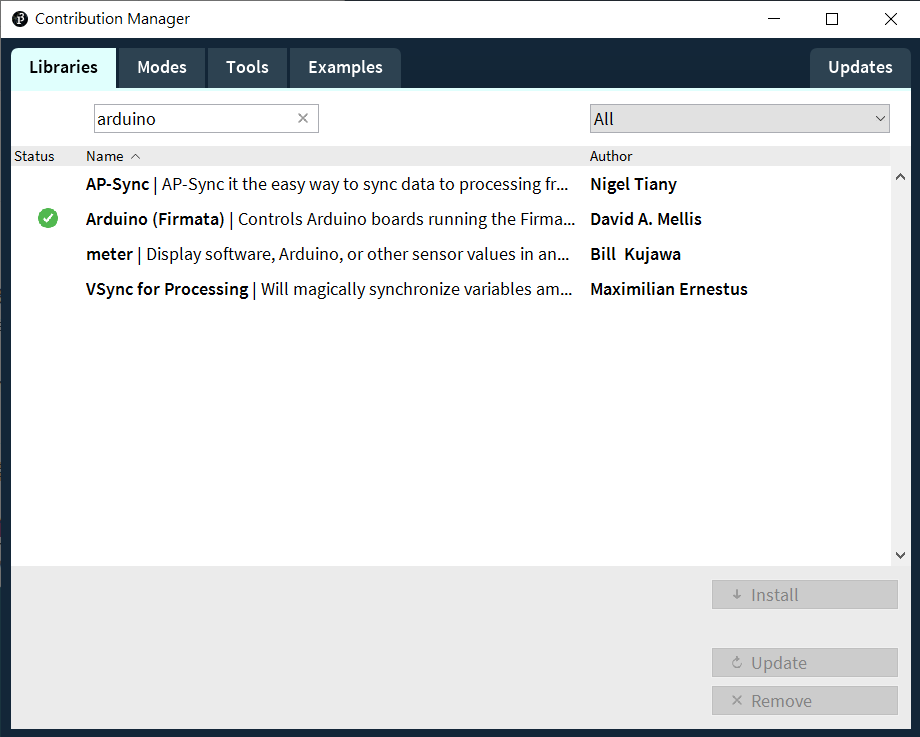 Contribution Manager
Libraries Modes Tools Examples Updates
arduino All
Status Name Author
AP-Sync | AP-Sync it the easy way to sync data to processing fr... Nigel Tiany
Arduino (Firmata) | Controls Arduino boards running the Firma... David A. Mellis
meter | Display software, Arduino, or other sensor values in an... Bill  Kujawa
VSync for Processing | Will magically synchronize variables am... Maximilian Ernestus
Install
Update
Remove